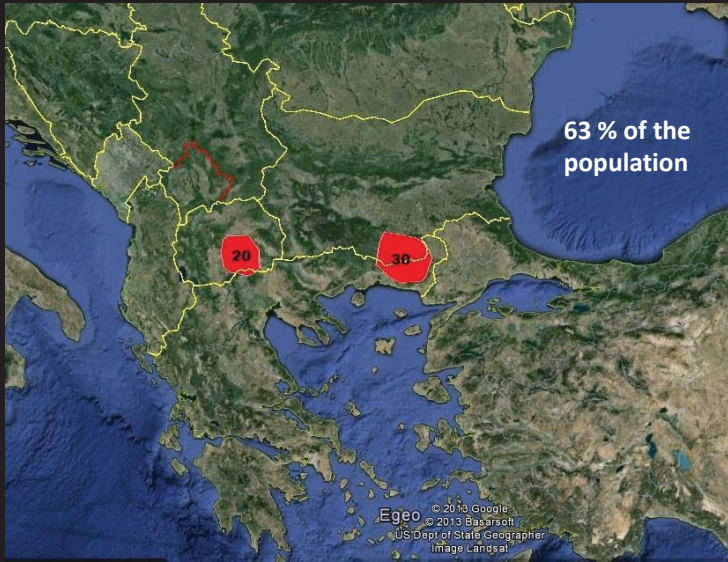 63 % of the
population
20
30
Egeo
© 2013 Google
© 2013 Basarsoft
US Dept of State Geographer
Image Landsat